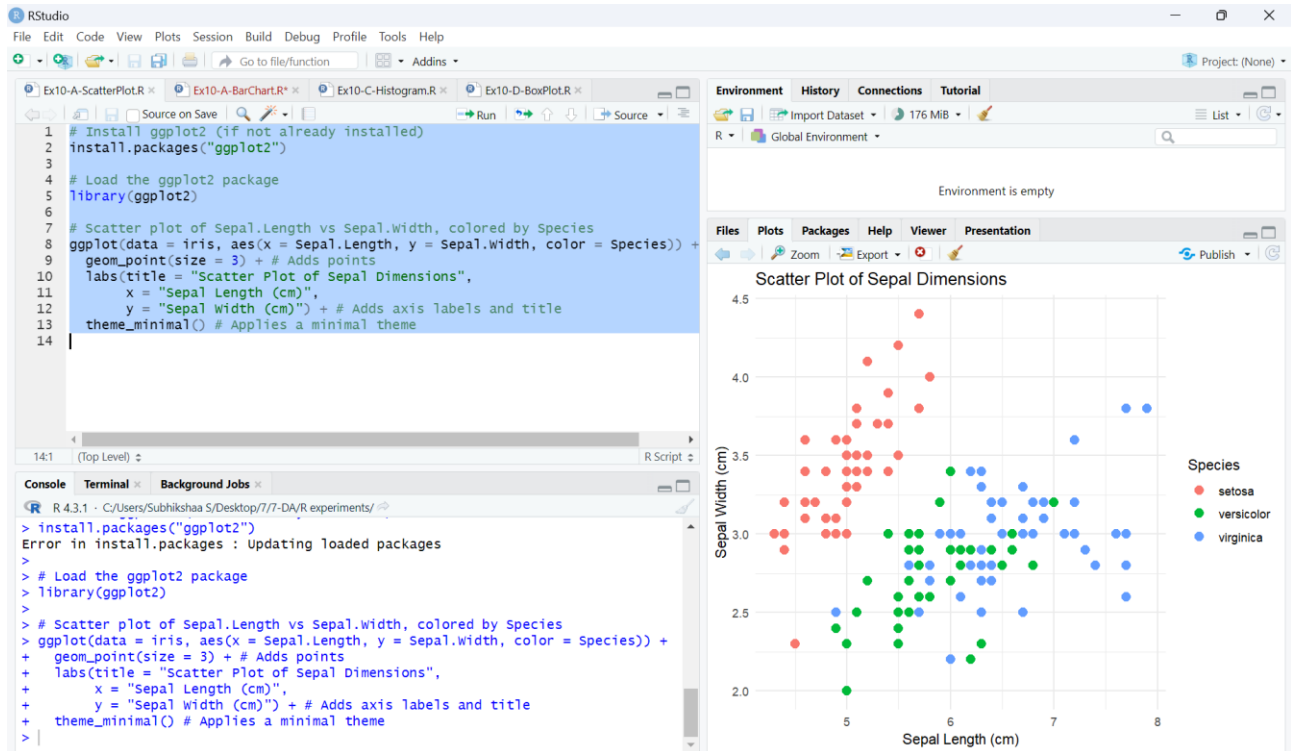 RStudio
File Edit Code View Plots Session Build Debug Profile Tools Help
Go to file/function
Addins
Project: (None)
Ex10-A-ScatterPlot.R
Ex10-A-BarChart.R*
Ex10-C-Histogram.R
Ex10-D-BoxPlot.R
Source on Save
Run
Source
1 # Install ggplot2 (if not already installed)
2 install.packages("ggplot2")
3
4 # Load the ggplot2 package
5 library(ggplot2)
6
7 # Scatter plot of Sepal.Length vs Sepal.Width, colored by Species
8 ggplot(data = iris, aes(x = Sepal.Length, y = Sepal.Width, color = Species)) +
9   geom_point(size = 3) + # Adds points
10   labs(title = "Scatter Plot of Sepal Dimensions",
11        x = "Sepal Length (cm)",
12        y = "Sepal Width (cm)") + # Adds axis labels and title
13   theme_minimal() # Applies a minimal theme
14
14:1 (Top Level) R Script
Console Terminal Background Jobs
R 4.3.1 · C:/Users/Subhikshaa S/Desktop/7/7-DA/R experiments/
> install.packages("ggplot2")
Error in install.packages : Updating loaded packages
>
> # Load the ggplot2 package
> library(ggplot2)
>
> # Scatter plot of Sepal.Length vs Sepal.Width, colored by Species
> ggplot(data = iris, aes(x = Sepal.Length, y = Sepal.Width, color = Species)) +
+   geom_point(size = 3) + # Adds points
+   labs(title = "Scatter Plot of Sepal Dimensions",
+        x = "Sepal Length (cm)",
+        y = "Sepal Width (cm)") + # Adds axis labels and title
+   theme_minimal() # Applies a minimal theme
>
Environment History Connections Tutorial
Import Dataset 176 MiB List
R Global Environment
Environment is empty
Files Plots Packages Help Viewer Presentation
Zoom Export Publish
Scatter Plot of Sepal Dimensions
4.5
4.0
3.5
3.0
2.5
2.0
Sepal Width (cm)
5 6 7 8
Sepal Length (cm)
Species
setosa
versicolor
virginica